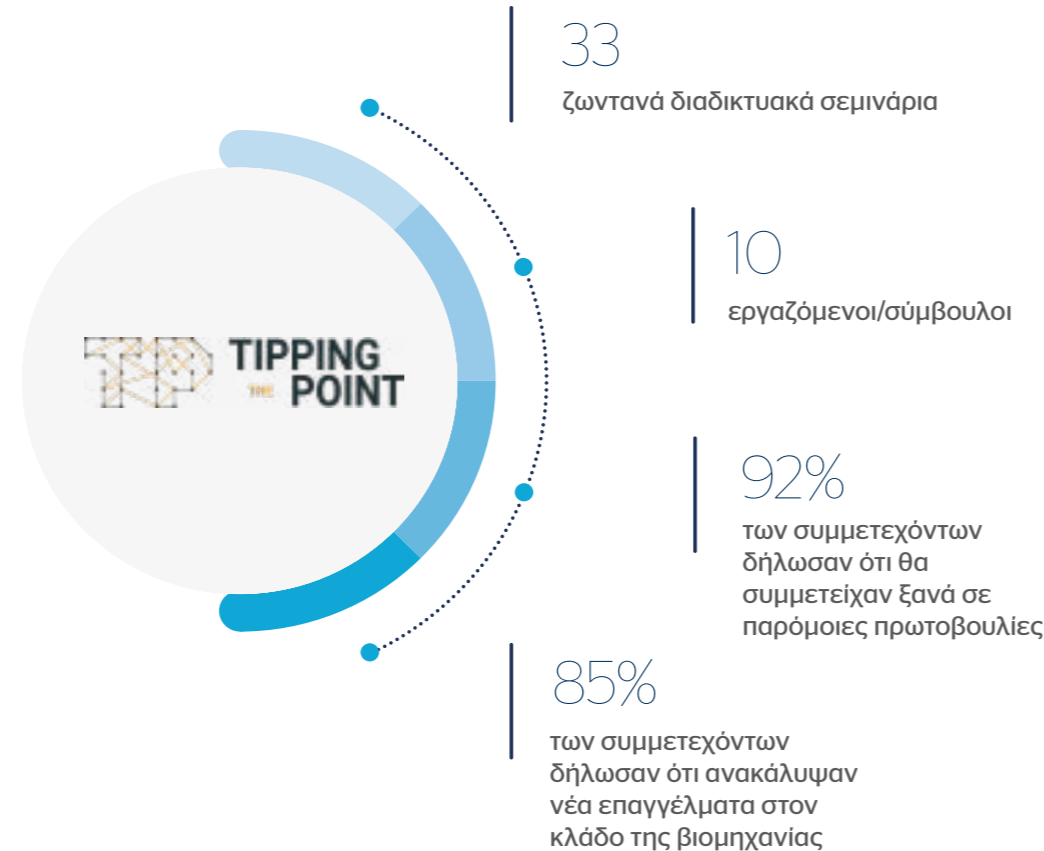 33
ζωντανά διαδικτυακά σεμινάρια
10
εργαζόμενοι/σύμβουλοι
TP TIPPING
THE POINT
92%
των συμμετεχόντων
δήλωσαν ότι θα
συμμετείχαν ξανά σε
παρόμοιες πρωτοβουλίες
85%
των συμμετεχόντων
δήλωσαν ότι ανακάλυψαν
νέα επαγγέλματα στον
κλάδο της βιομηχανίας